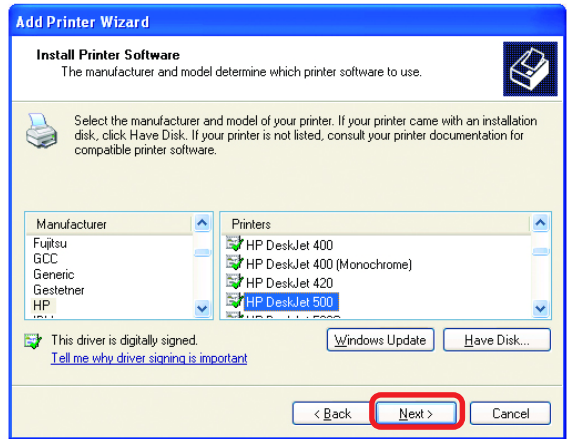 Add Printer Wizard
Install Printer Software
The manufacturer and model determine which printer software to use.
Select the manufacturer and model of your printer. If your printer came with an installation
disk, click Have Disk. If your printer is not listed, consult your printer documentation for
compatible printer software.
Manufacturer
Fujitsu
GCC
Generic
Gestetner
HP
Printers
HP DeskJet 400
HP DeskJet 400 (Monochrome)
HP DeskJet 420
HP DeskJet 500
This driver is digitally signed.
Tell me why driver signing is important
Windows Update
Have Disk...
< Back
Next >
Cancel